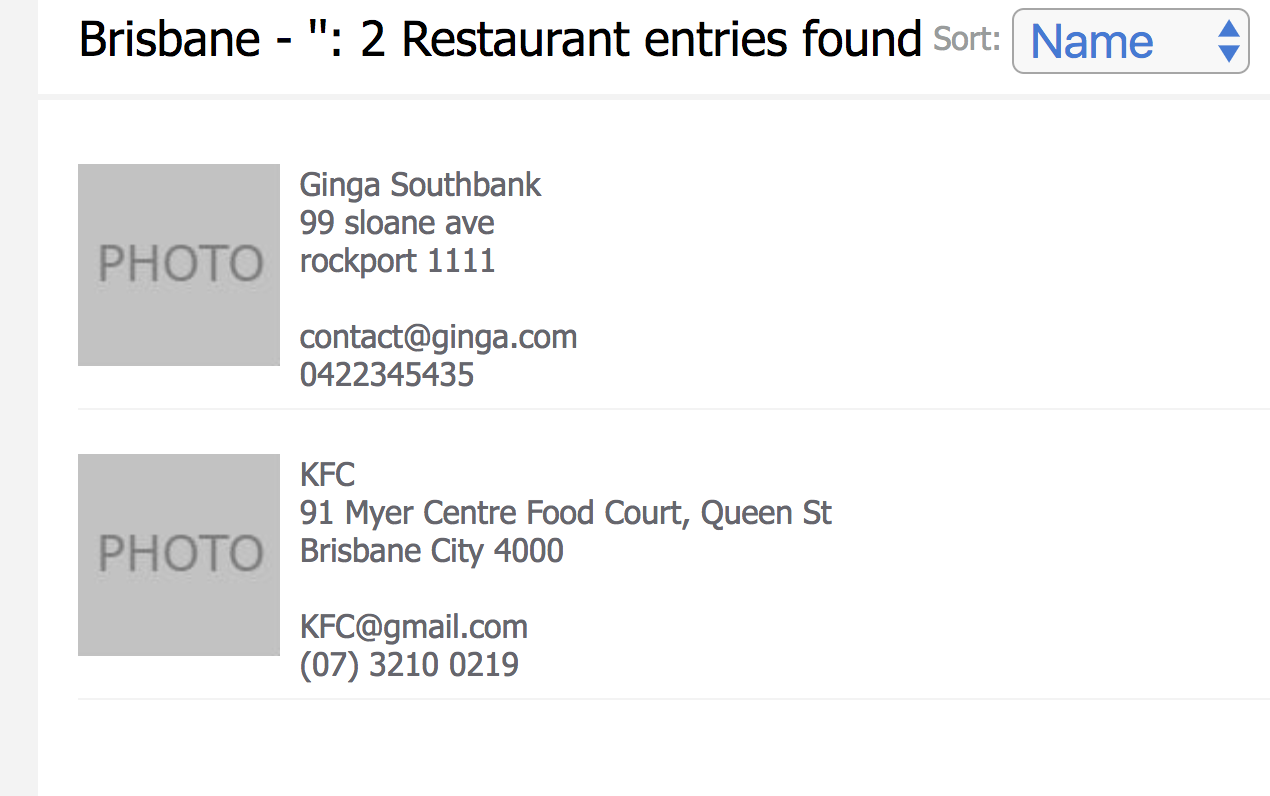 Brisbane - '': 2 Restaurant entries found Sort: Name
PHOTO
Ginga Southbank
99 sloane ave
rockport 1111
contact@ginga.com
0422345435
PHOTO
KFC
91 Myer Centre Food Court, Queen St
Brisbane City 4000
KFC@gmail.com
(07) 3210 0219